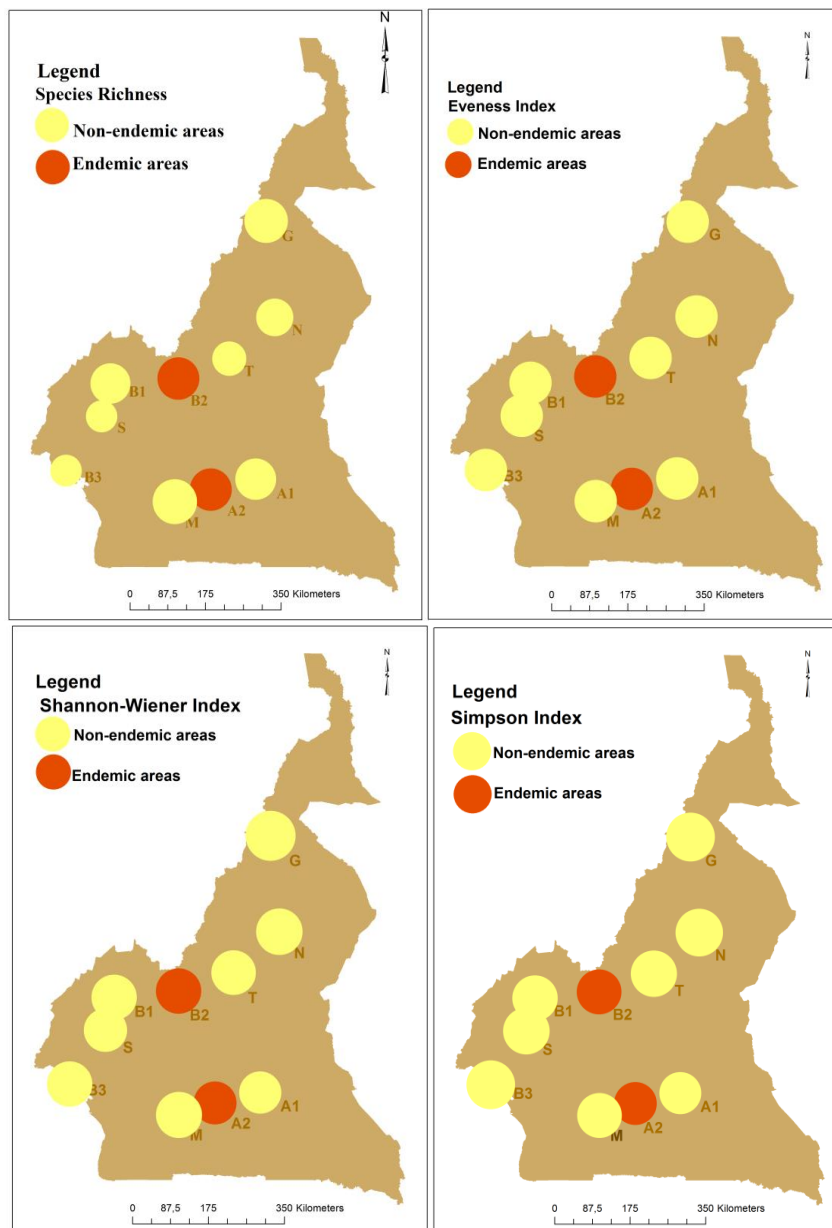 N
Legend
Species Richness
Non-endemic areas
Endemic areas
G
N
T
B1
B2
S
B3
A1
A2
M
0 87,5 175 350 Kilometers
N
Legend
Eveness Index
Non-endemic areas
Endemic areas
G
N
T
B1
B2
S
B3
A1
A2
M
0 87,5 175 350 Kilometers
N
Legend
Shannon-Wiener Index
Non-endemic areas
Endemic areas
G
N
T
B1
B2
S
B3
A1
A2
M
0 87,5 175 350 Kilometers
N
Legend
Simpson Index
Non-endemic areas
Endemic areas
G
N
T
B1
B2
S
B3
A1
A2
M
0 87,5 175 350 Kilometers